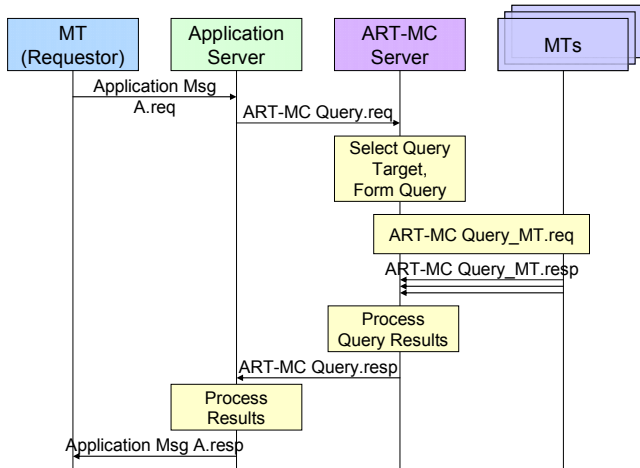 MT
(Requestor)
Application
Server
ART-MC
Server
MTs
Application Msg
A.req
ART-MC Query.req
Select Query
Target,
Form Query
ART-MC Query_MT.req
ART-MC Query_MT.resp
Process
Query Results
ART-MC Query.resp
Process
Results
Application Msg A.resp